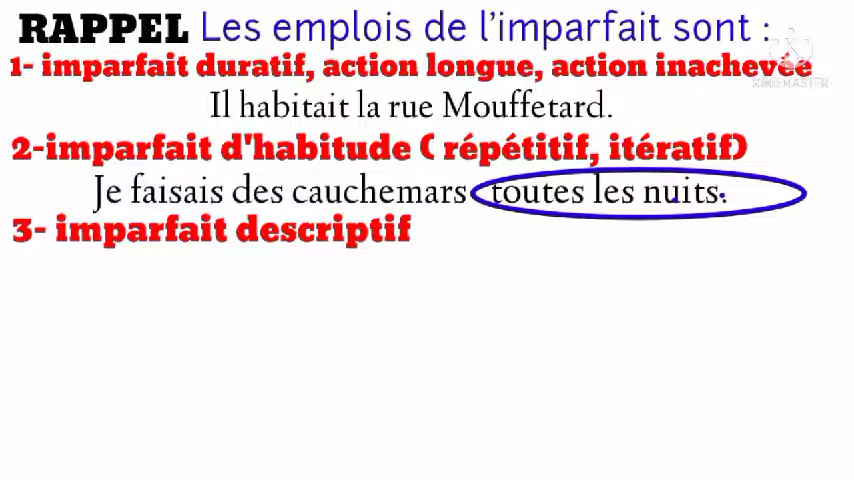 RAPPEL Les emplois de l'imparfait sont :
1- imparfait duratif, action longue, action inachevée
Il habitait la rue Mouffetard.
2-imparfait d'habitude ( répétitif, itératif)
Je faisais des cauchemars toutes les nuits.
3- imparfait descriptif
KINEMASTER